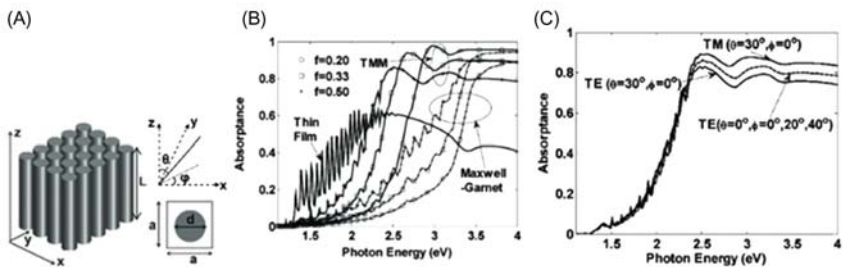 (A)
z
y
x
L
z
y
θ
φ
x
a
d
a
(B)
Absorptance
1
0.8
0.6
0.4
0.2
0
f=0.20
f=0.33
f=0.50
TMM
Thin
Film
Maxwell
-Garnet
1.5 2 2.5 3 3.5 4
Photon Energy (eV)
(C)
Absorptance
1
0.8
0.6
0.4
0.2
0
TM (θ=30°,ϕ=0°)
TE (θ=30°,ϕ=0°)
TE(θ=0°,ϕ=0°,20°,40°)
1.5 2 2.5 3 3.5 4
Photon Energy (eV)